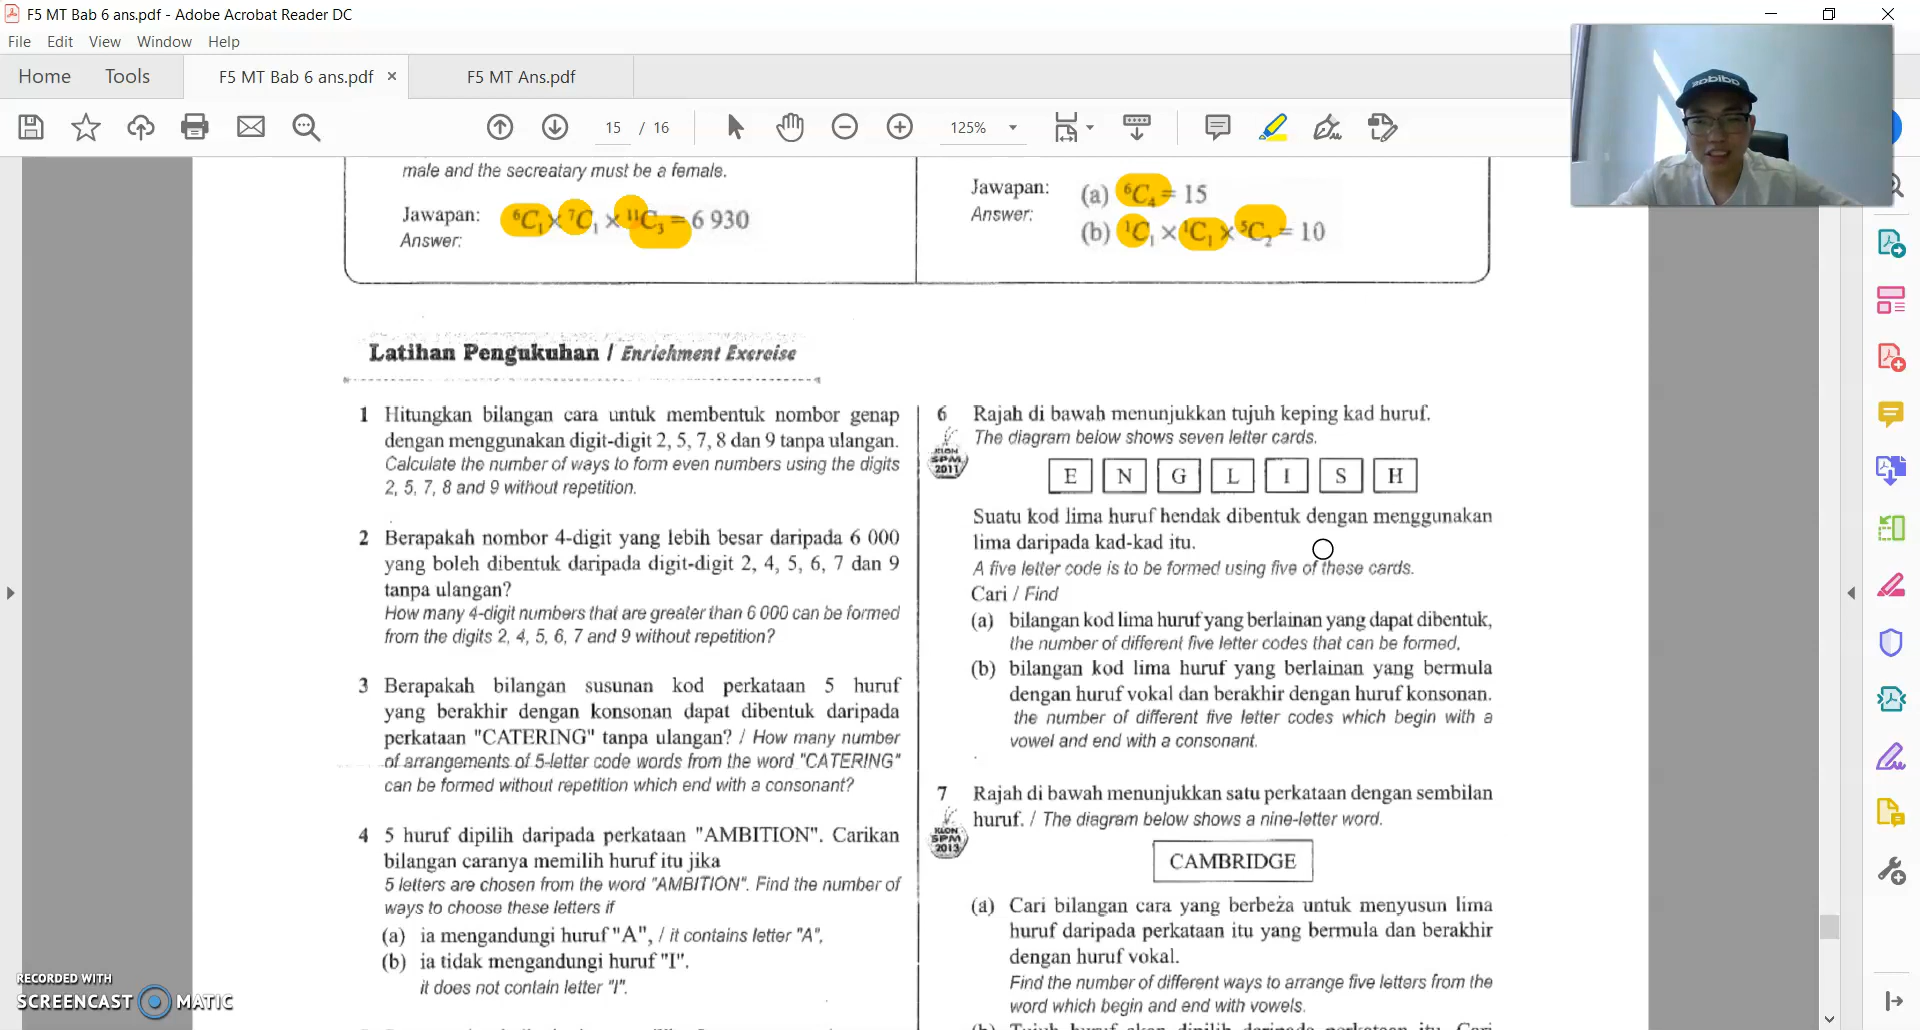 F5 MT Bab 6 ans.pdf - Adobe Acrobat Reader DC
File Edit View Window Help
Home Tools F5 MT Bab 6 ans.pdf × F5 MT Ans.pdf
15 / 16 125%
male and the secreatary must be a female.
Jawapan: ⁶C₁ × ⁷C₁ × ¹¹C₃ = 6 930
Answer:
Jawapan: (a) ⁶C₄ = 15
Answer:
(b) ¹C₁ × ¹C₁ × ⁵C₂ = 10
Latihan Pengukuhan / Enrichment Exercise
1 Hitungkan bilangan cara untuk membentuk nombor genap
dengan menggunakan digit-digit 2, 5, 7, 8 dan 9 tanpa ulangan.
Calculate the number of ways to form even numbers using the digits
2, 5, 7, 8 and 9 without repetition.
2 Berapakah nombor 4-digit yang lebih besar daripada 6 000
yang boleh dibentuk daripada digit-digit 2, 4, 5, 6, 7 dan 9
tanpa ulangan?
How many 4-digit numbers that are greater than 6 000 can be formed
from the digits 2, 4, 5, 6, 7 and 9 without repetition?
3 Berapakah bilangan susunan kod perkataan 5 huruf
yang berakhir dengan konsonan dapat dibentuk daripada
perkataan "CATERING" tanpa ulangan? / How many number
of arrangements of 5-letter code words from the word "CATERING"
can be formed without repetition which end with a consonant?
4 5 huruf dipilih daripada perkataan "AMBITION". Carikan
bilangan caranya memilih huruf itu jika
5 letters are chosen from the word "AMBITION". Find the number of
ways to choose these letters if
(a) ia mengandungi huruf "A", / it contains letter "A",
(b) ia tidak mengandungi huruf "I".
it does not contain letter "I".
6 Rajah di bawah menunjukkan tujuh keping kad huruf.
The diagram below shows seven letter cards.
KLON
SPM
2011
E N G L I S H
Suatu kod lima huruf hendak dibentuk dengan menggunakan
lima daripada kad-kad itu.
A five letter code is to be formed using five of these cards.
Cari / Find
(a) bilangan kod lima huruf yang berlainan yang dapat dibentuk,
the number of different five letter codes that can be formed,
(b) bilangan kod lima huruf yang berlainan yang bermula
dengan huruf vokal dan berakhir dengan huruf konsonan.
the number of different five letter codes which begin with a
vowel and end with a consonant.
7 Rajah di bawah menunjukkan satu perkataan dengan sembilan
huruf. / The diagram below shows a nine-letter word.
KLON
SPM
2013
CAMBRIDGE
(a) Cari bilangan cara yang berbeza untuk menyusun lima
huruf daripada perkataan itu yang bermula dan berakhir
dengan huruf vokal.
Find the number of different ways to arrange five letters from the
word which begin and end with vowels.
(b) Tujuh huruf akan dipilih daripada perkataan itu. Cari
RECORDED WITH
SCREENCAST MATIC